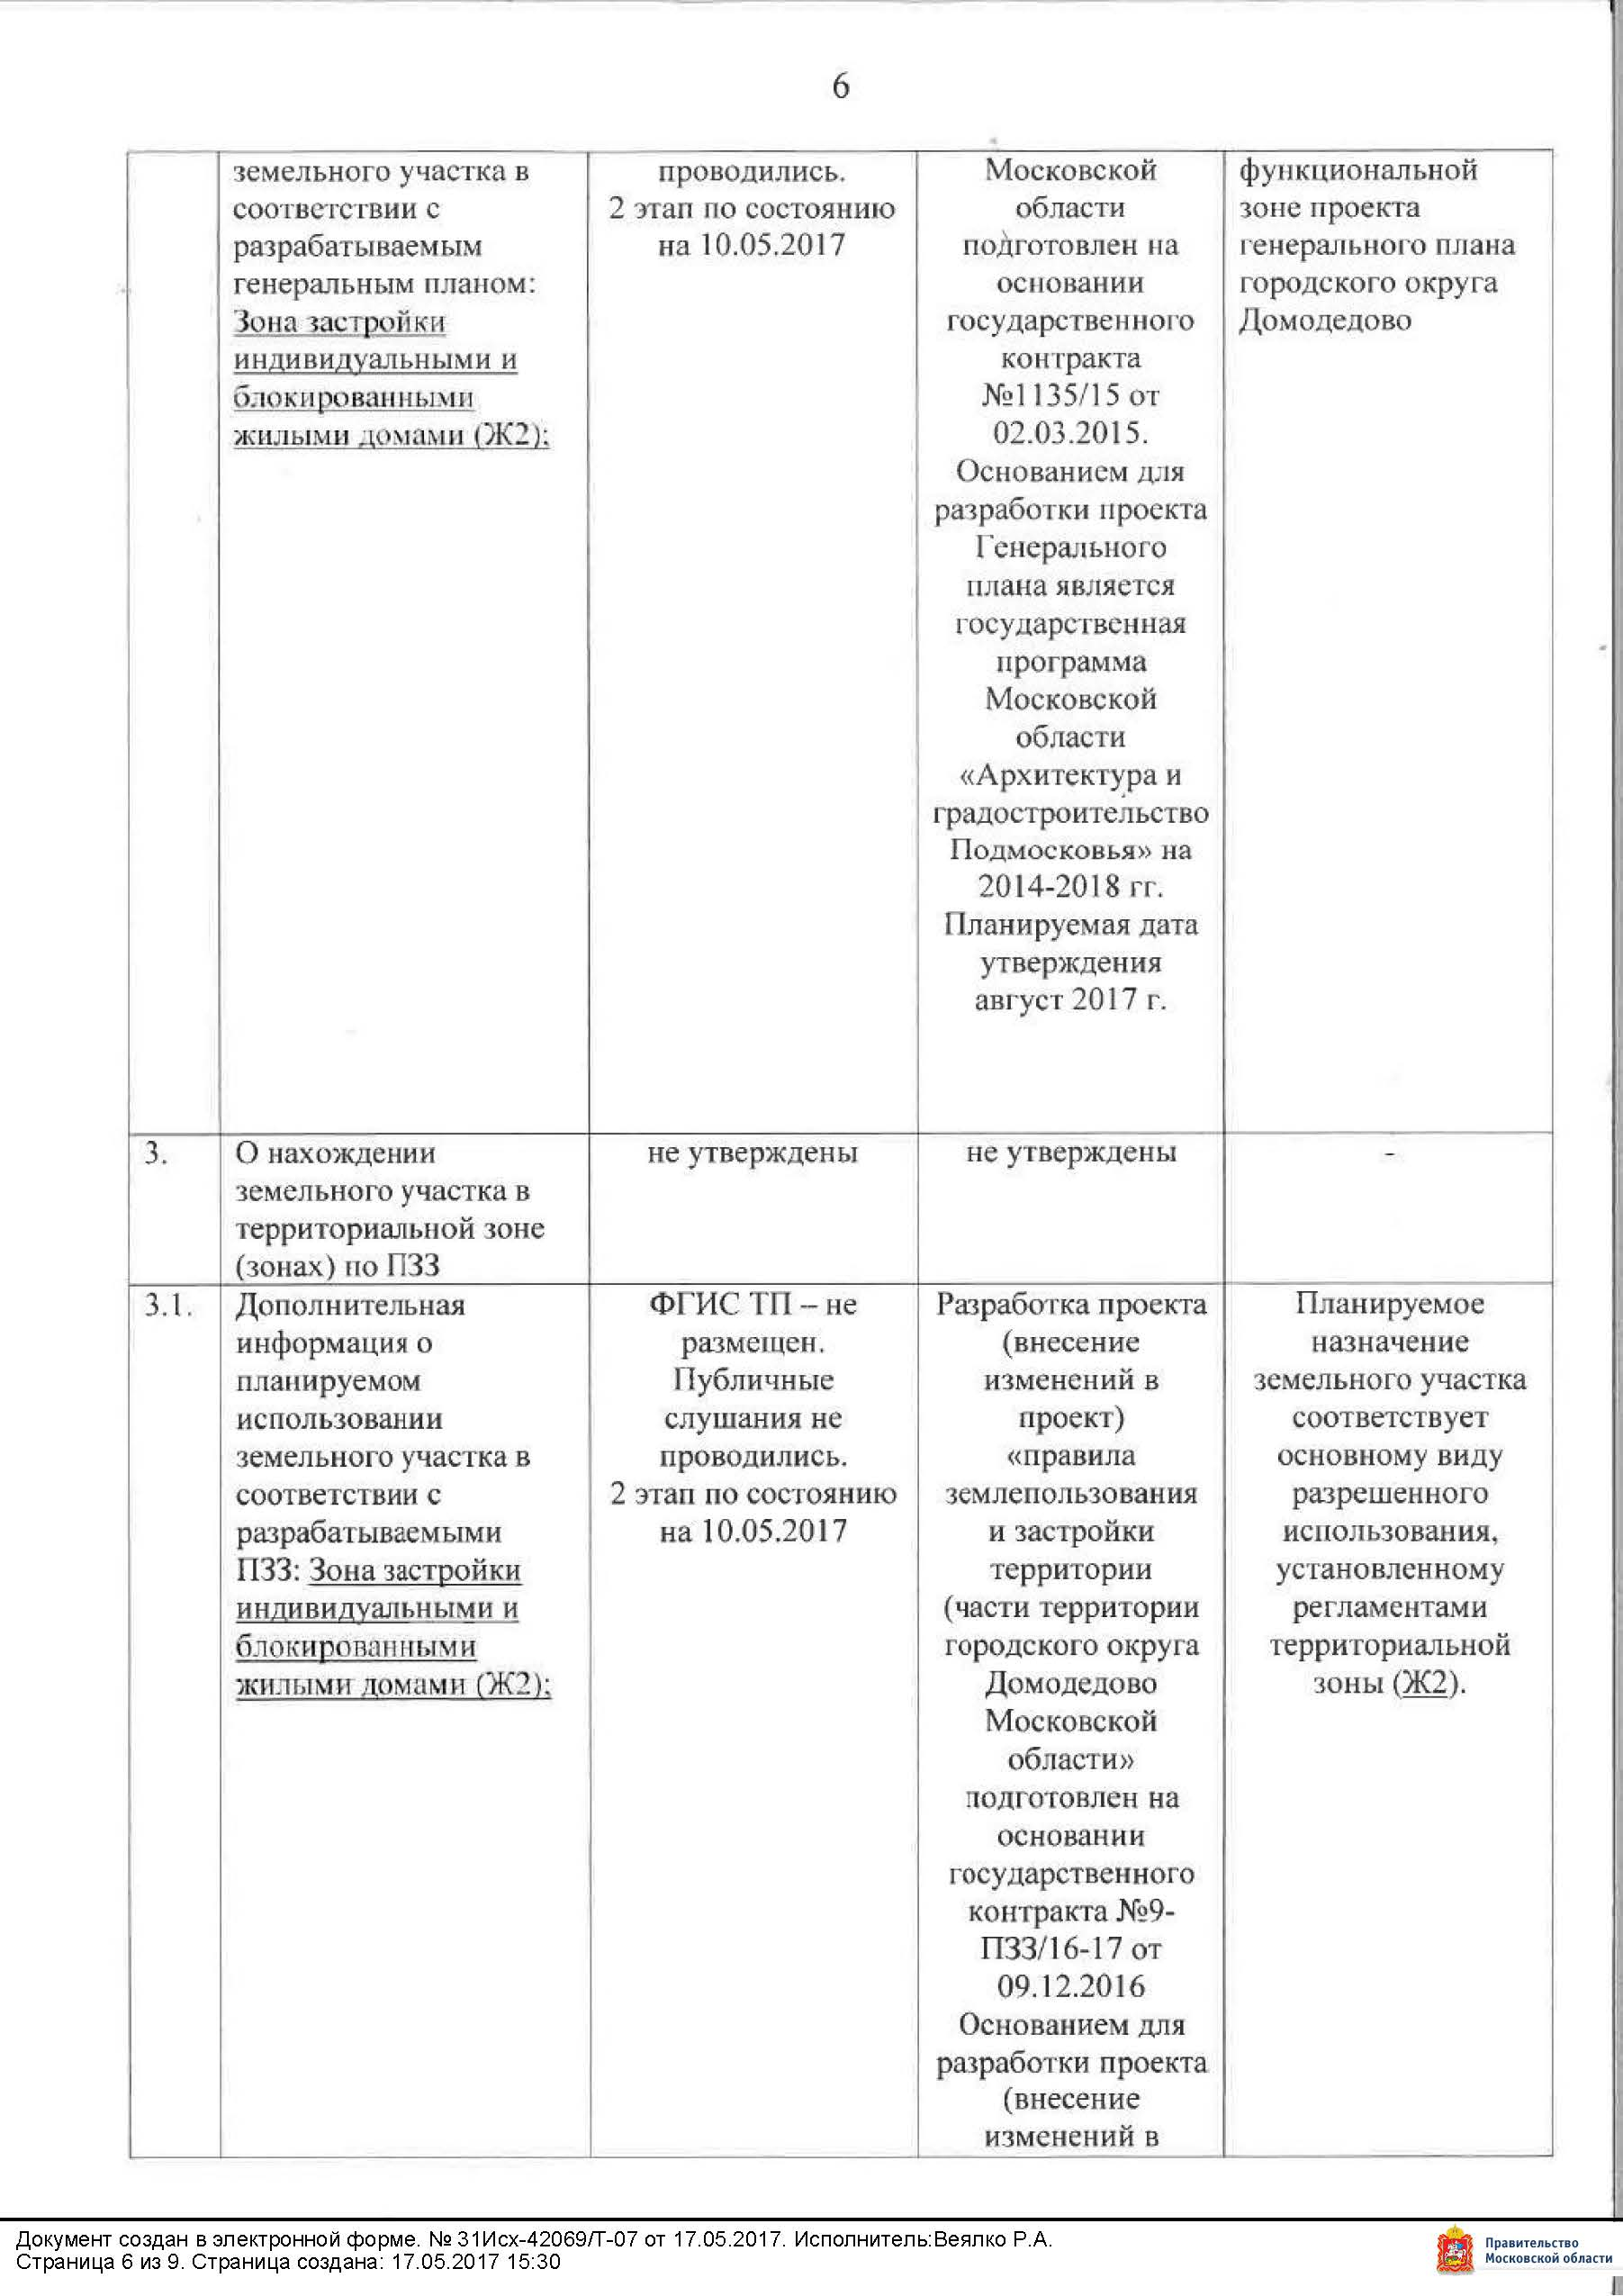 6
земельного участка в
соответствии с
разрабатываемым
генеральным планом:
Зона застройки
индивидуальными и
блокированными
жилыми домами (Ж2);
проводились.
2 этап по состоянию
на 10.05.2017
Московской
области
подготовлен на
основании
государственного
контракта
№1135/15 от
02.03.2015.
Основанием для
разработки проекта
Генерального
плана является
государственная
программа
Московской
области
«Архитектура и
градостроительство
Подмосковья» на
2014-2018 гг.
Планируемая дата
утверждения
август 2017 г.
функциональной
зоне проекта
генерального плана
городского округа
Домодедово
3.
О нахождении
земельного участка в
территориальной зоне
(зонах) по ПЗЗ
не утверждены
не утверждены
-
3.1.
Дополнительная
информация о
планируемом
использовании
земельного участка в
соответствии с
разрабатываемыми
ПЗЗ: Зона застройки
индивидуальными и
блокированными
жилыми домами (Ж2);
ФГИС ТП – не
размещен.
Публичные
слушания не
проводились.
2 этап по состоянию
на 10.05.2017
Разработка проекта
(внесение
изменений в
проект)
«правила
землепользования
и застройки
территории
(части территории
городского округа
Домодедово
Московской
области»
подготовлен на
основании
государственного
контракта №9-
ПЗЗ/16-17 от
09.12.2016
Основанием для
разработки проекта
(внесение
изменений в
Планируемое
назначение
земельного участка
соответствует
основному виду
разрешенного
использования,
установленному
регламентами
территориальной
зоны (Ж2).
Документ создан в электронной форме. № 31Исх-42069/Т-07 от 17.05.2017. Исполнитель:Веялко Р.А.
Страница 6 из 9. Страница создана: 17.05.2017 15:30
Правительство
Московской области